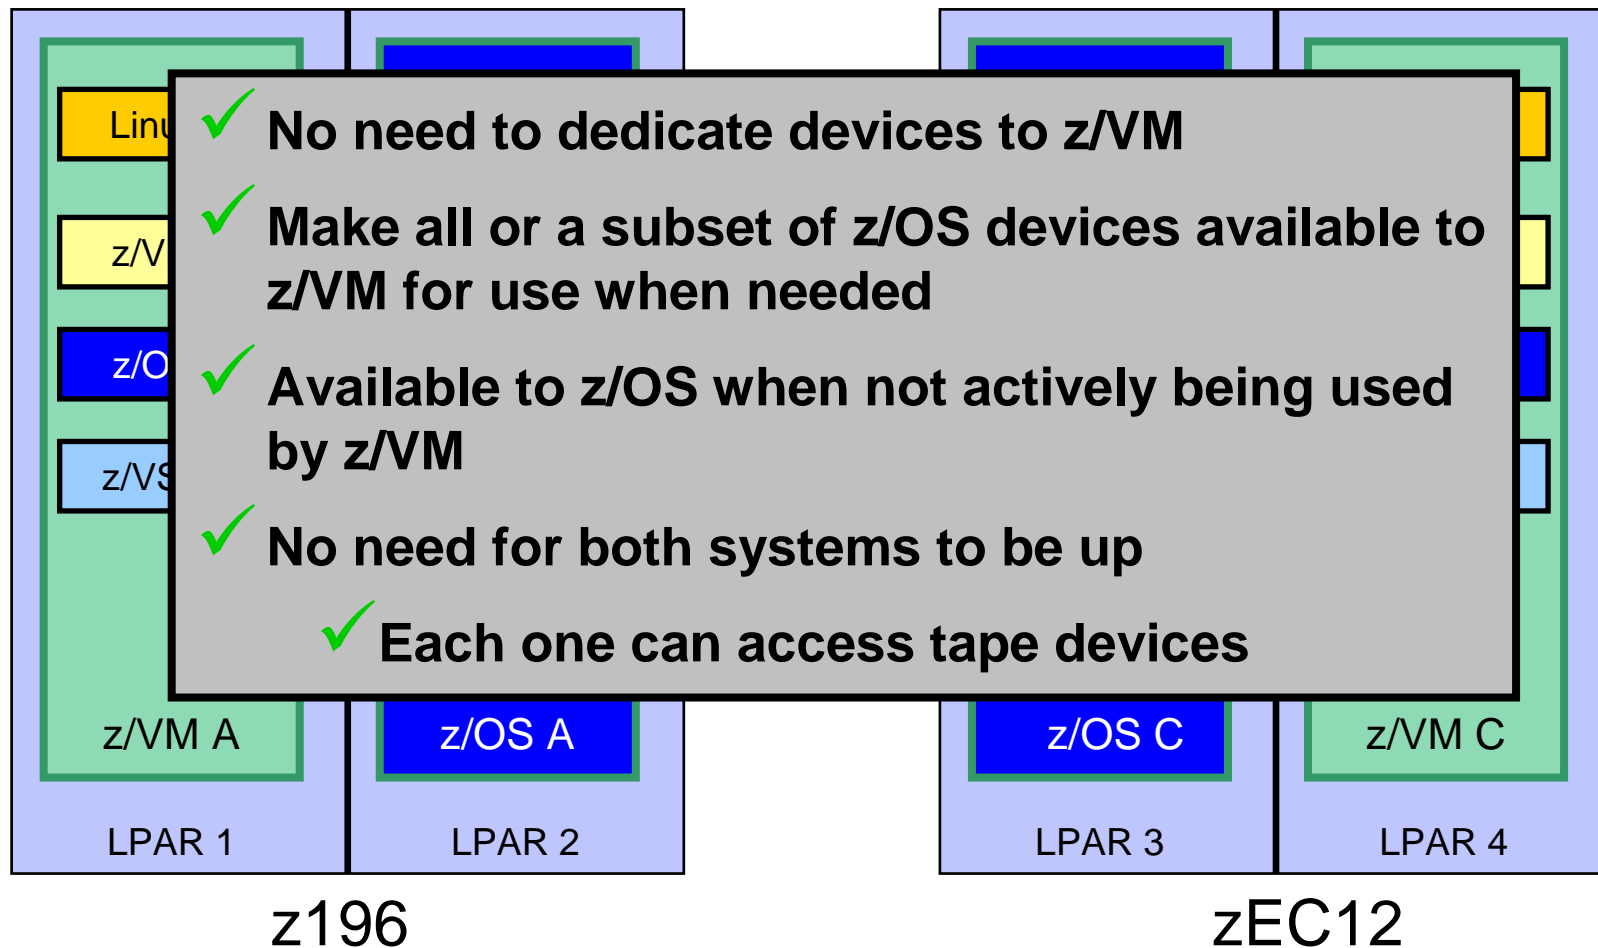 No need to dedicate devices to z/VM
Make all or a subset of z/OS devices available to
z/VM for use when needed
Available to z/OS when not actively being used
by z/VM
No need for both systems to be up
Each one can access tape devices
z/VM A
z/OS A
z/OS C
z/VM C
LPAR 1
LPAR 2
LPAR 3
LPAR 4
z196
zEC12